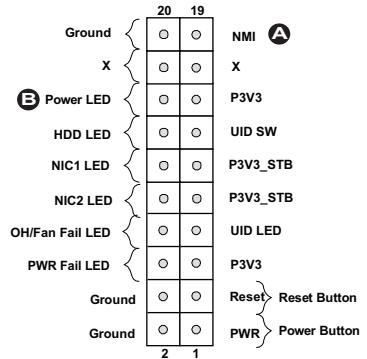 20 19
Ground NMI A
X X
B Power LED P3V3
HDD LED UID SW
NIC1 LED P3V3_STB
NIC2 LED P3V3_STB
OH/Fan Fail LED UID LED
PWR Fail LED P3V3
Ground Reset Reset Button
Ground PWR Power Button
2 1